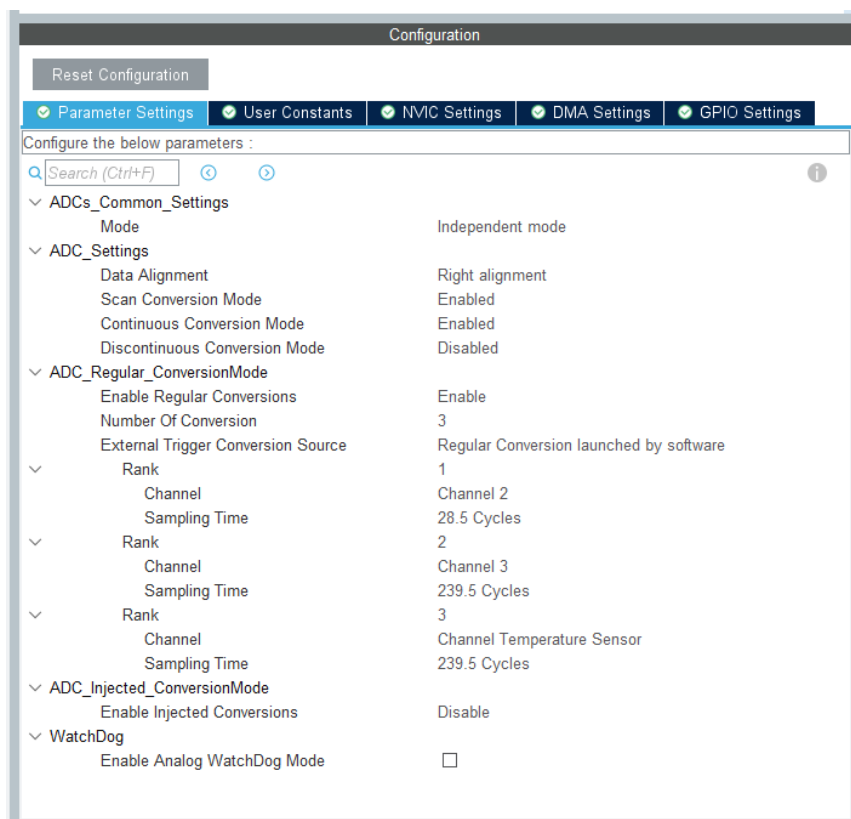 Configuration
Reset Configuration
Parameter Settings User Constants NVIC Settings DMA Settings GPIO Settings
Configure the below parameters :
Search (Ctrl+F)
ADCs_Common_Settings
Mode Independent mode
ADC_Settings
Data Alignment Right alignment
Scan Conversion Mode Enabled
Continuous Conversion Mode Enabled
Discontinuous Conversion Mode Disabled
ADC_Regular_ConversionMode
Enable Regular Conversions Enable
Number Of Conversion 3
External Trigger Conversion Source Regular Conversion launched by software
Rank 1
Channel Channel 2
Sampling Time 28.5 Cycles
Rank 2
Channel Channel 3
Sampling Time 239.5 Cycles
Rank 3
Channel Channel Temperature Sensor
Sampling Time 239.5 Cycles
ADC_Injected_ConversionMode
Enable Injected Conversions Disable
WatchDog
Enable Analog WatchDog Mode